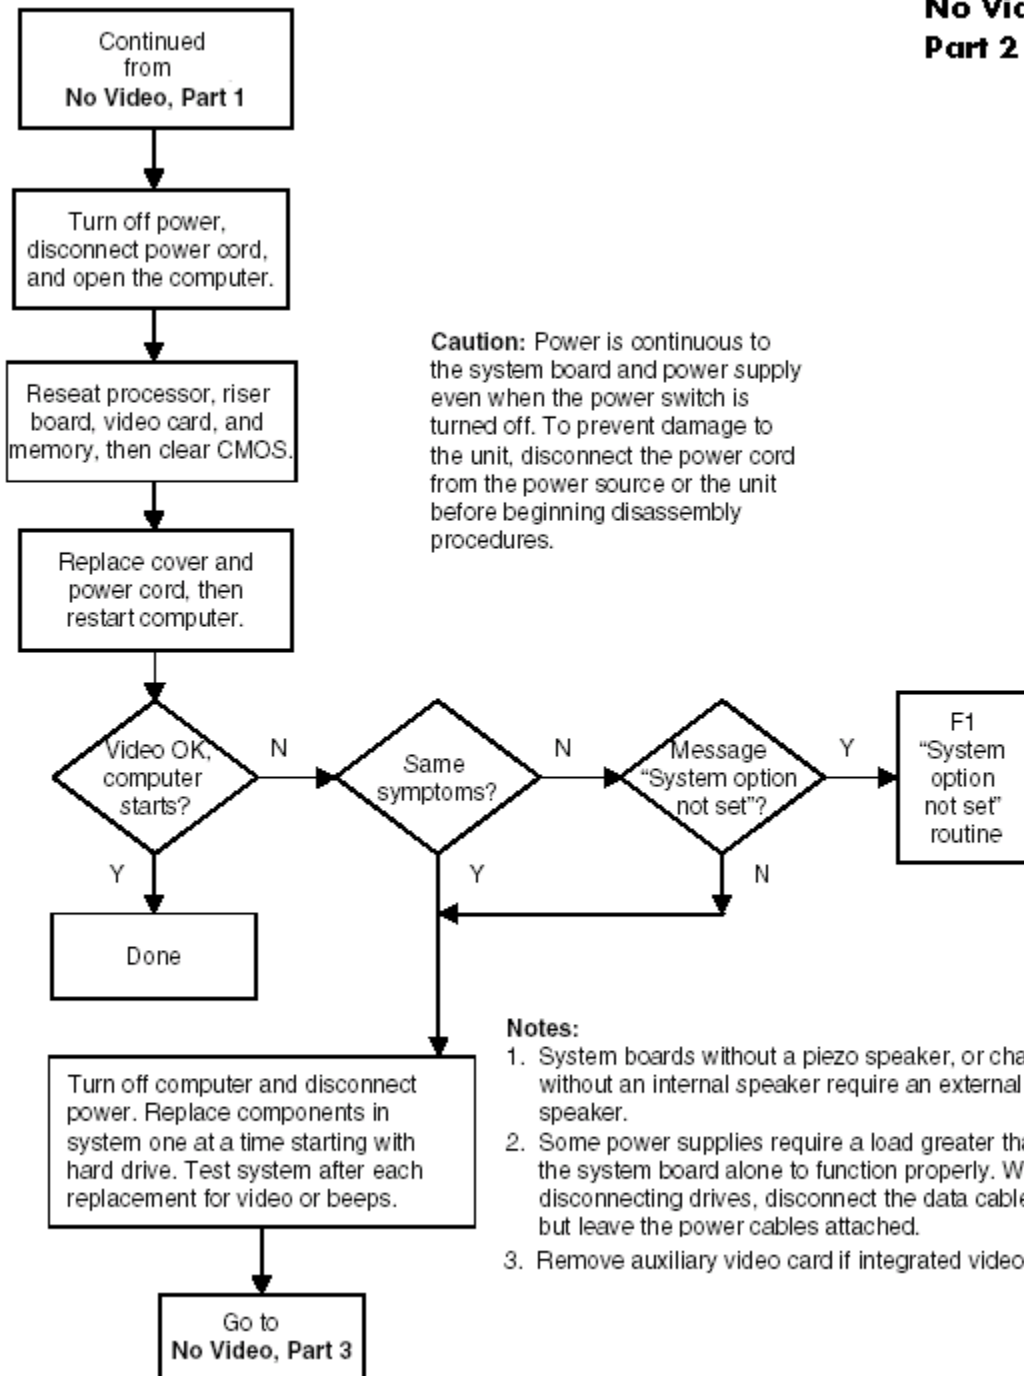 No Vid
Part 2
Continued
from
No Video, Part 1
Turn off power,
disconnect power cord,
and open the computer.
Reseat processor, riser
board, video card, and
memory, then clear CMOS.
Caution: Power is continuous to
the system board and power supply
even when the power switch is
turned off. To prevent damage to
the unit, disconnect the power cord
from the power source or the unit
before beginning disassembly
procedures.
Replace cover and
power cord, then
restart computer.
Video OK,
computer
starts?
N
Same
symptoms?
N
Message
“System option
not set”?
Y
F1
“System
option
not set”
routine
Y
Y
N
Done
Turn off computer and disconnect
power. Replace components in
system one at a time starting with
hard drive. Test system after each
replacement for video or beeps.
Notes:
1. System boards without a piezo speaker, or cha
without an internal speaker require an external
speaker.
2. Some power supplies require a load greater tha
the system board alone to function properly. W
disconnecting drives, disconnect the data cable
but leave the power cables attached.
3. Remove auxiliary video card if integrated video
Go to
No Video, Part 3